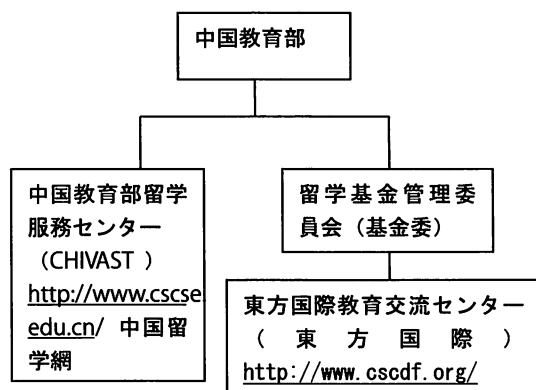 中国教育部
中国教育部留学
服務センター
(CHIVAST )
http://www.cscse.
edu.cn/ 中国留
学網
留学基金管理委
員会（基金委）
東方国際教育交流センター
（東方国際）
http://www.cscdf.org/